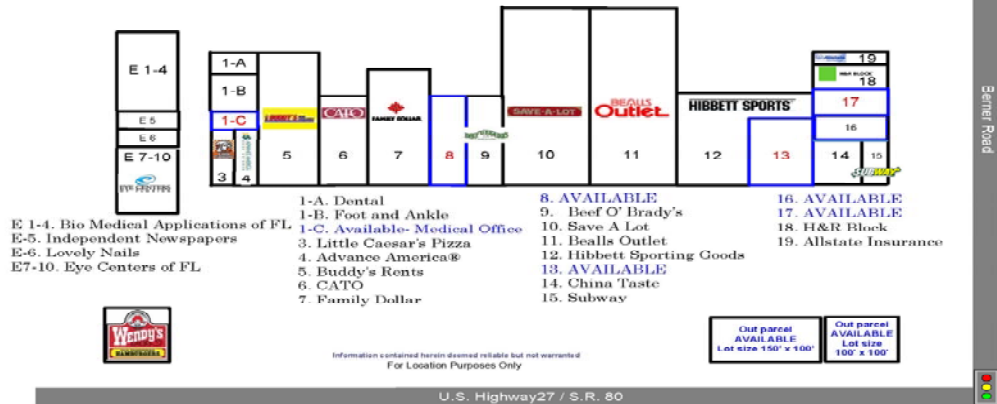 E 1-4
E 5
E 6
E 7-10
1-A
1-B
1-C
3
4
5
CATO
6
FAMILY DOLLAR
7
8
9
SAVE-A-LOT
10
BEALLS
Outlet
11
HIBBETT SPORTS
12
13
19
H&R BLOCK
18
17
16
14
15
SUBWAY
Berner Road
E 1-4. Bio Medical Applications of FL
E-5. Independent Newspapers
E-6. Lovely Nails
E7-10. Eye Centers of FL
1-A. Dental
1-B. Foot and Ankle
1-C. Available- Medical Office
3. Little Caesar's Pizza
4. Advance America®
5. Buddy's Rents
6. CATO
7. Family Dollar
8. AVAILABLE
9. Beef O' Brady's
10. Save A Lot
11. Bealls Outlet
12. Hibbett Sporting Goods
13. AVAILABLE
14. China Taste
15. Subway
16. AVAILABLE
17. AVAILABLE
18. H&R Block
19. Allstate Insurance
WENDY'S
HAMBURGERS
Information contained herein deemed reliable but not warranted
For Location Purposes Only
Out parcel
AVAILABLE
Lot size 150' x 100'
Out parcel
AVAILABLE
Lot size
100' x 100'
U.S. Highway27 / S.R. 80